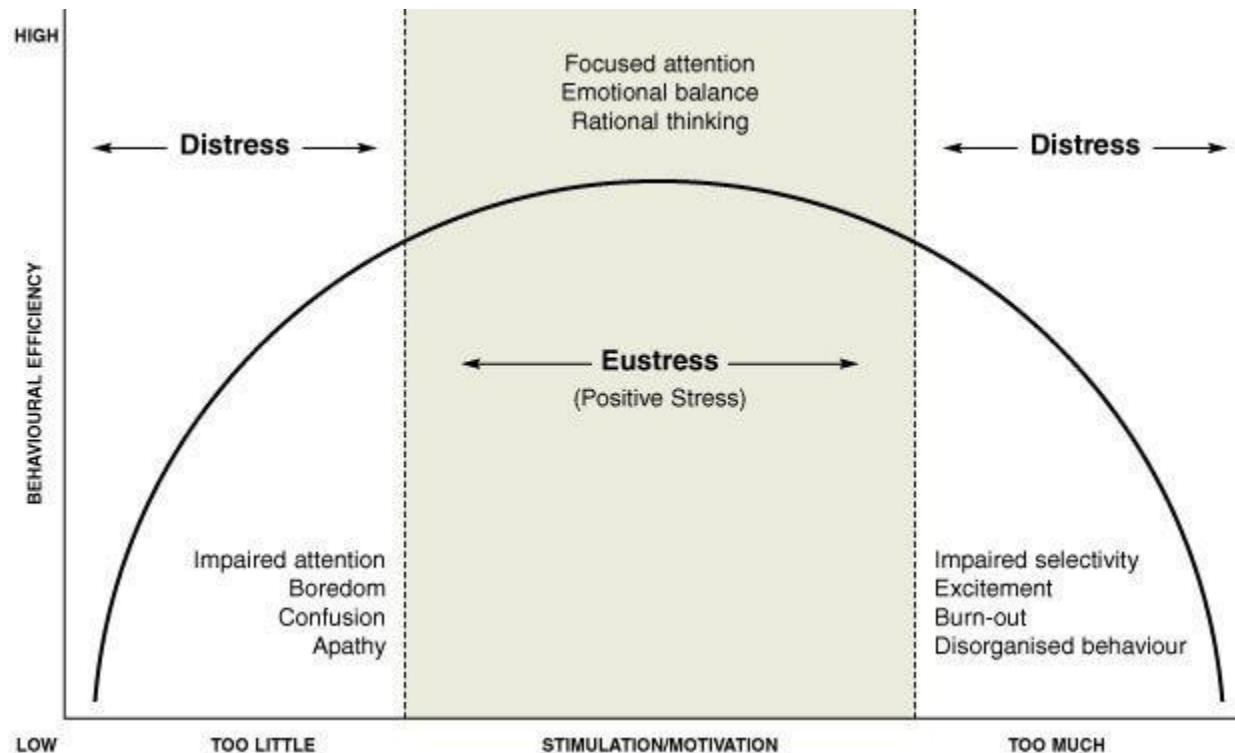 HIGH
Focused attention
Emotional balance
Rational thinking
Distress
Distress
BEHAVIOURAL EFFICIENCY
Eustress
(Positive Stress)
Impaired attention
Boredom
Confusion
Apathy
Impaired selectivity
Excitement
Burn-out
Disorganised behaviour
LOW
TOO LITTLE
STIMULATION/MOTIVATION
TOO MUCH